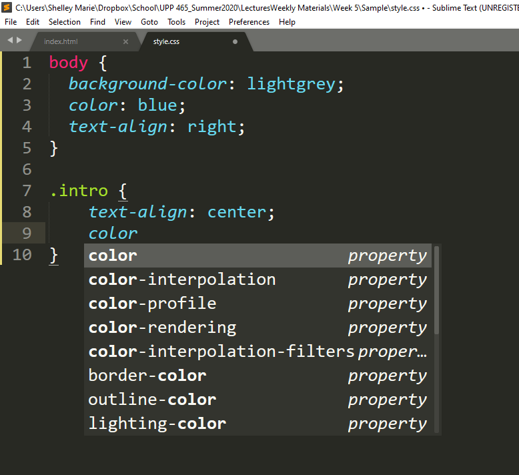 C:\Users\Shelley Marie\Dropbox\School\UPP 465_Summer2020\LecturesWeekly Materials\Week 5\Sample\style.css • - Sublime Text (UNREGISTE
File Edit Selection Find View Goto Tools Project Preferences Help
index.html style.css
1 body {
2 background-color: lightgrey;
3 color: blue;
4 text-align: right;
5 }
6
7 .intro {
8 text-align: center;
9 color
10 }
color property
color-interpolation property
color-profile property
color-rendering property
color-interpolation-filters proper…
border-color property
outline-color property
lighting-color property